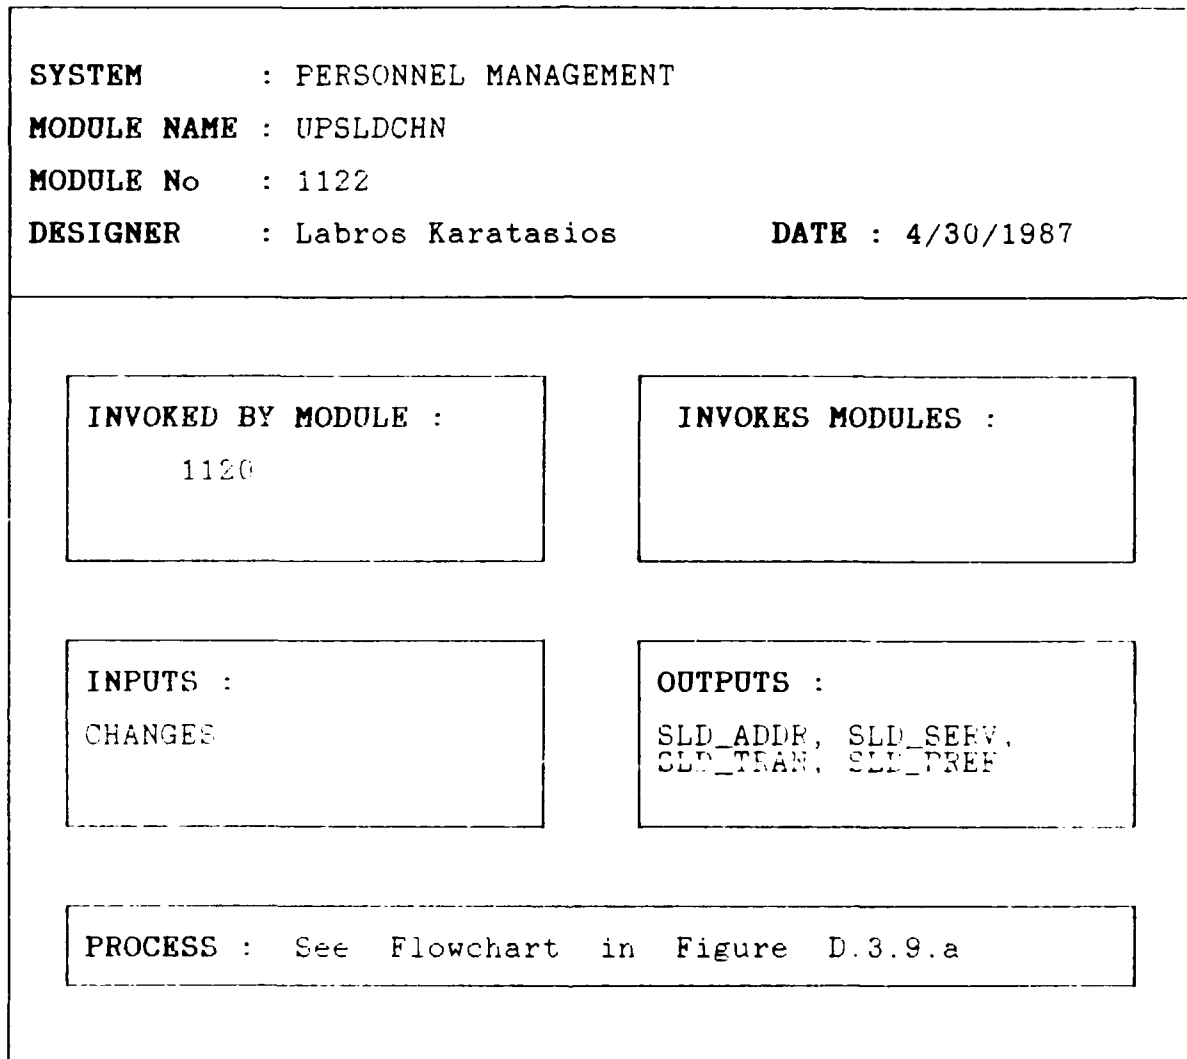 SYSTEM : PERSONNEL MANAGEMENT
MODULE NAME : UPSLDCHN
MODULE No : 1122
DESIGNER : Labros Karatasios DATE : 4/30/1987
INVOKED BY MODULE :
1120
INVOKES MODULES :
INPUTS :
CHANGES
OUTPUTS :
SLD_ADDR, SLD_SERV,
SLD_TRAN, SLD_PREF
PROCESS : See Flowchart in Figure D.3.9.a